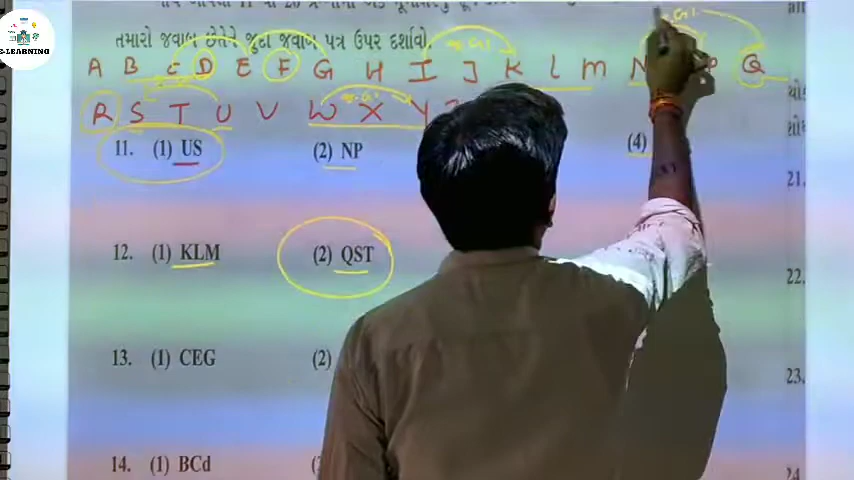 E-LEARNING
તમારો જવાબ છેતેને જુદા જવાબ પત્ર ઉપર દર્શાવો
A B C D E F G H I J K L M N P Q
R S T U V W X Y
11. (1) US (2) NP (4)
21.
12. (1) KLM (2) QST
22.
13. (1) CEG (2)
23.
14. (1) BCd
24